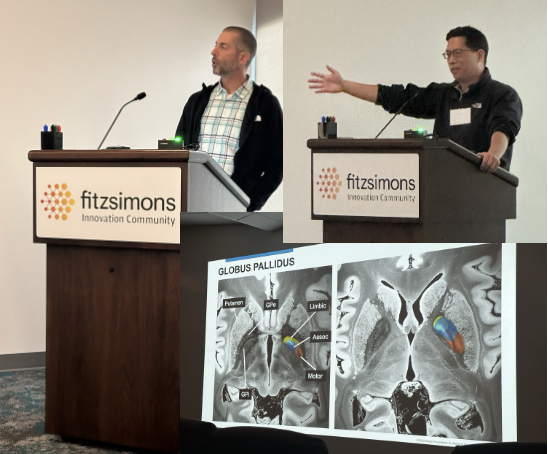 fitzsimons
Innovation Community
fitzsimons
Innovation Community
GLOBUS PALLIDUS
Putamen
GPe
Limbic
Assoc
Motor
GPi